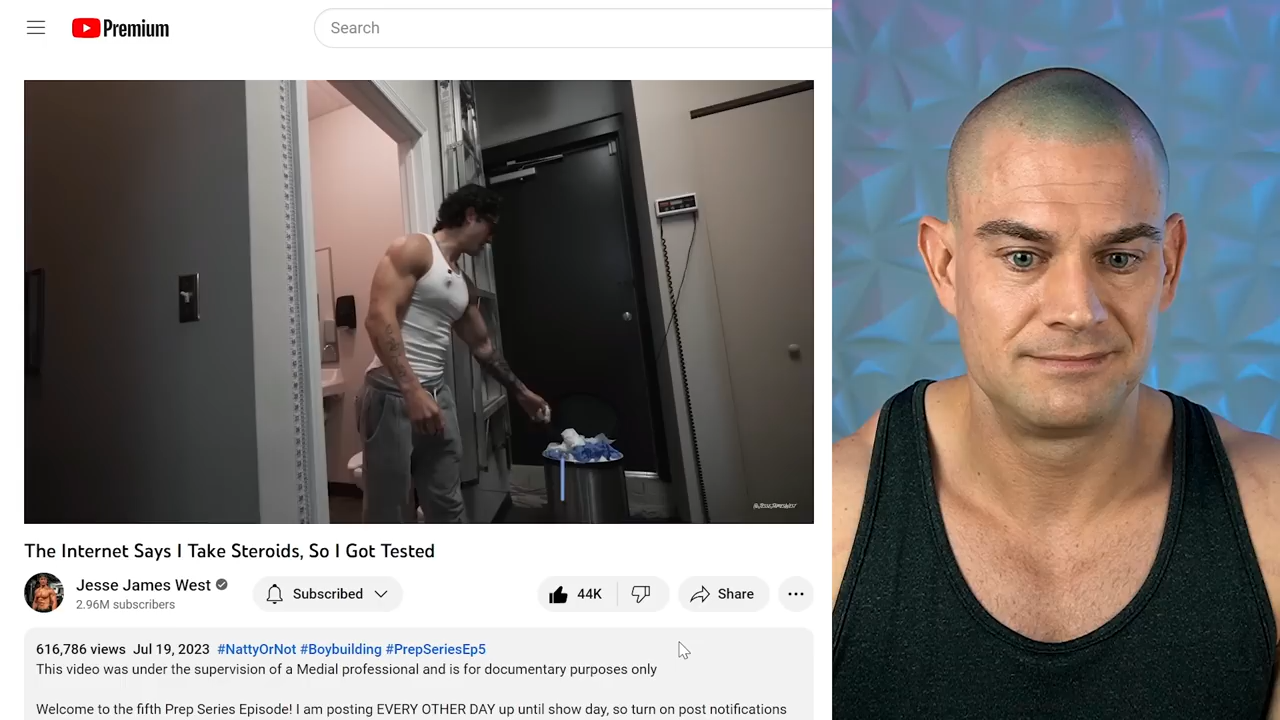 Premium
Search
@JesseJamesWest
The Internet Says I Take Steroids, So I Got Tested
Jesse James West
2.96M subscribers
Subscribed
44K
Share
616,786 views Jul 19, 2023 #NattyOrNot #Boybuilding #PrepSeriesEp5
This video was under the supervision of a Medial professional and is for documentary purposes only
Welcome to the fifth Prep Series Episode! I am posting EVERY OTHER DAY up until show day, so turn on post notifications